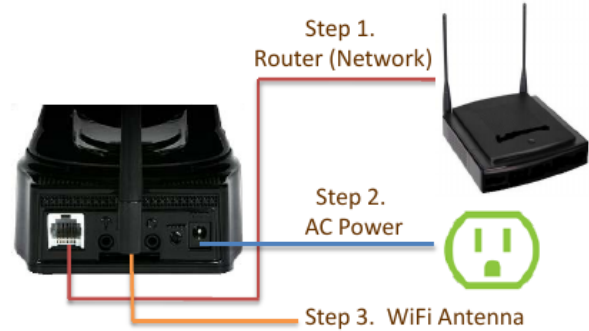 Step 1.
Router (Network)
Step 2.
AC Power
Step 3. WiFi Antenna